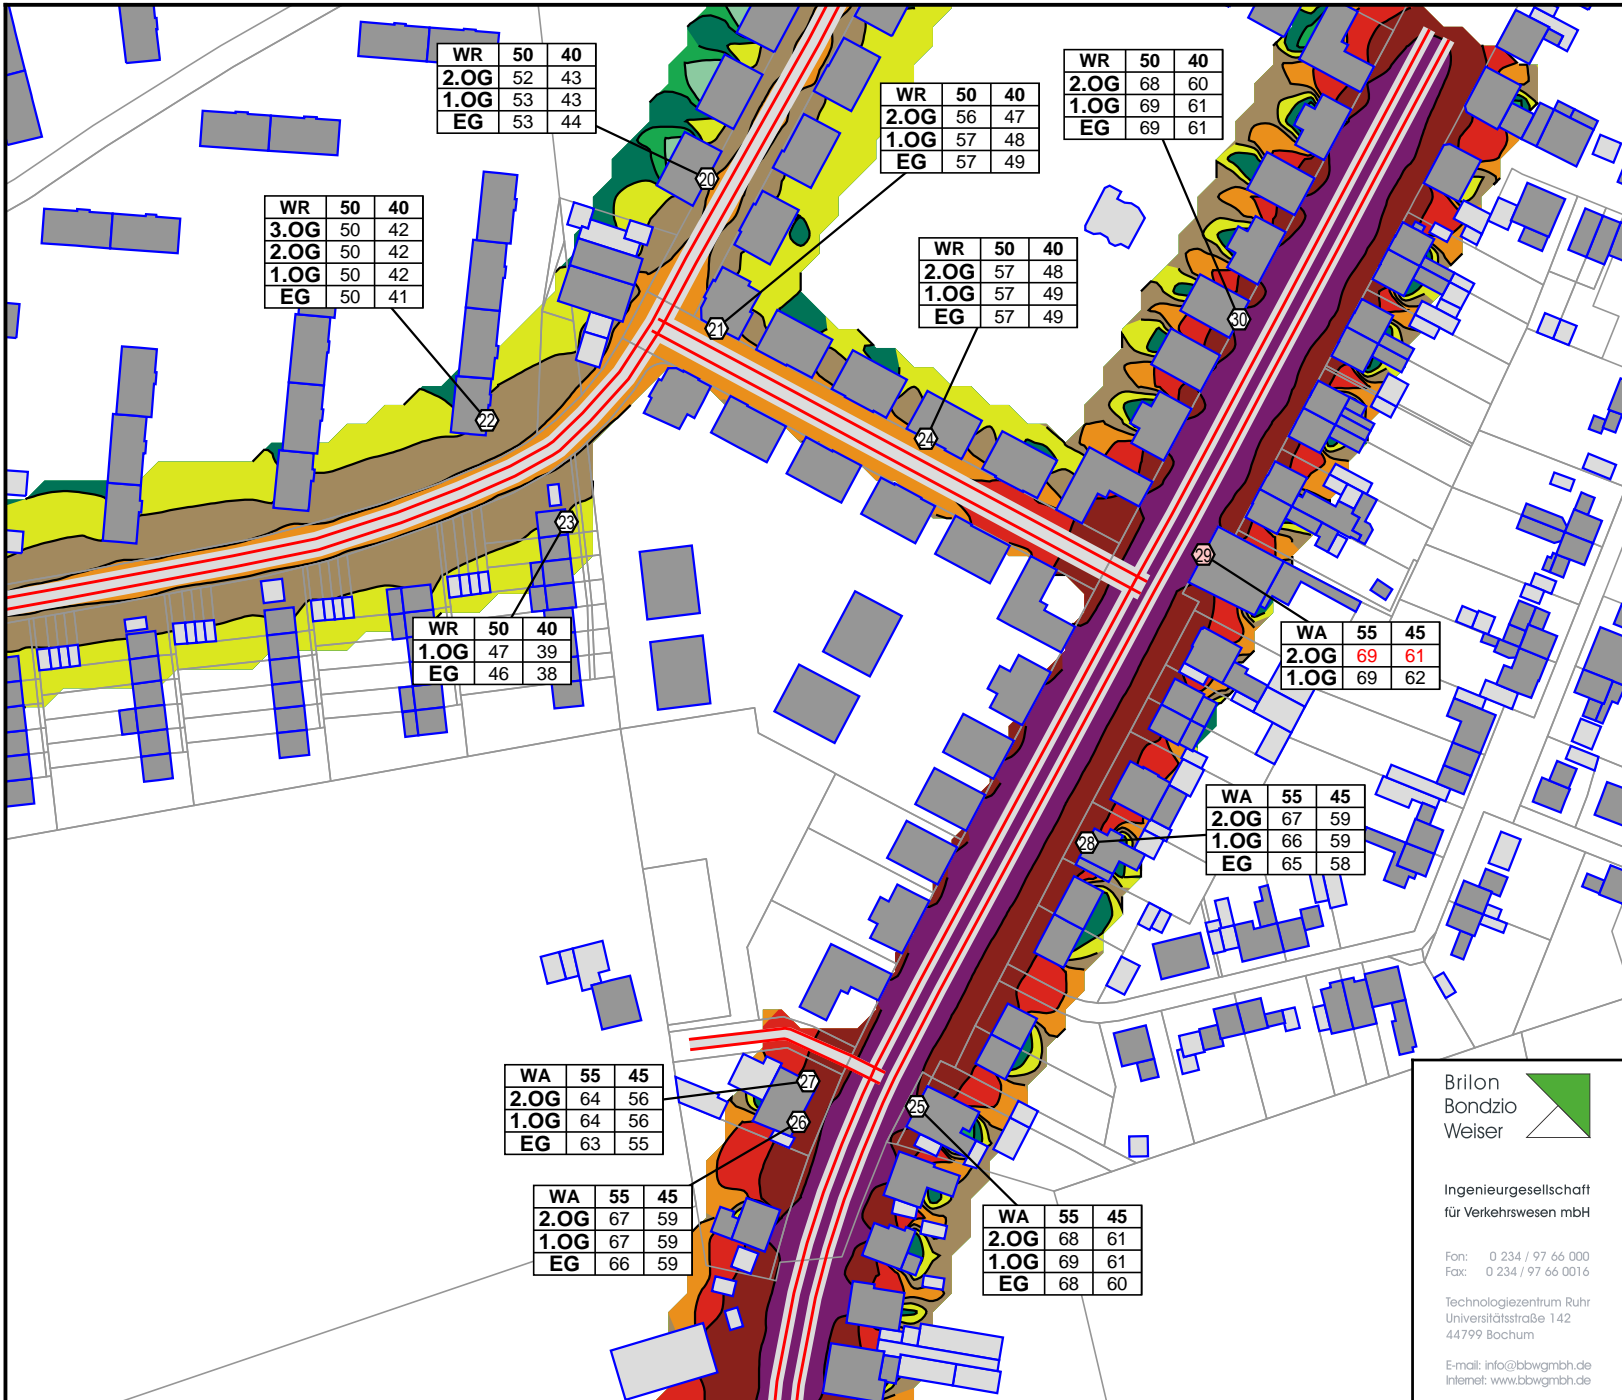 WR 50 40
2.OG 52 43
1.OG 53 43
EG 53 44
WR 50 40
2.OG 56 47
1.OG 57 48
EG 57 49
WR 50 40
2.OG 68 60
1.OG 69 61
EG 69 61
20
WR 50 40
3.OG 50 42
2.OG 50 42
1.OG 50 42
EG 50 41
WR 50 40
2.OG 57 48
1.OG 57 49
EG 57 49
21
30
22
24
23
29
WR 50 40
1.OG 47 39
EG 46 38
WA 55 45
2.OG 69 61
1.OG 69 62
WA 55 45
2.OG 67 59
1.OG 66 59
EG 65 58
28
WA 55 45
2.OG 64 56
1.OG 64 56
EG 63 55
27
26
25
WA 55 45
2.OG 67 59
1.OG 67 59
EG 66 59
WA 55 45
2.OG 68 61
1.OG 69 61
EG 68 60
Brilon
Bondzio
Weiser
Ingenieurgesellschaft
für Verkehrswesen mbH
Fon: 0 234 / 97 66 000
Fax: 0 234 / 97 66 0016
Technologiezentrum Ruhr
Universitätsstraße 142
44799 Bochum
E-mail: info@bbwgmbh.de
Internet: www.bbwgmbh.de